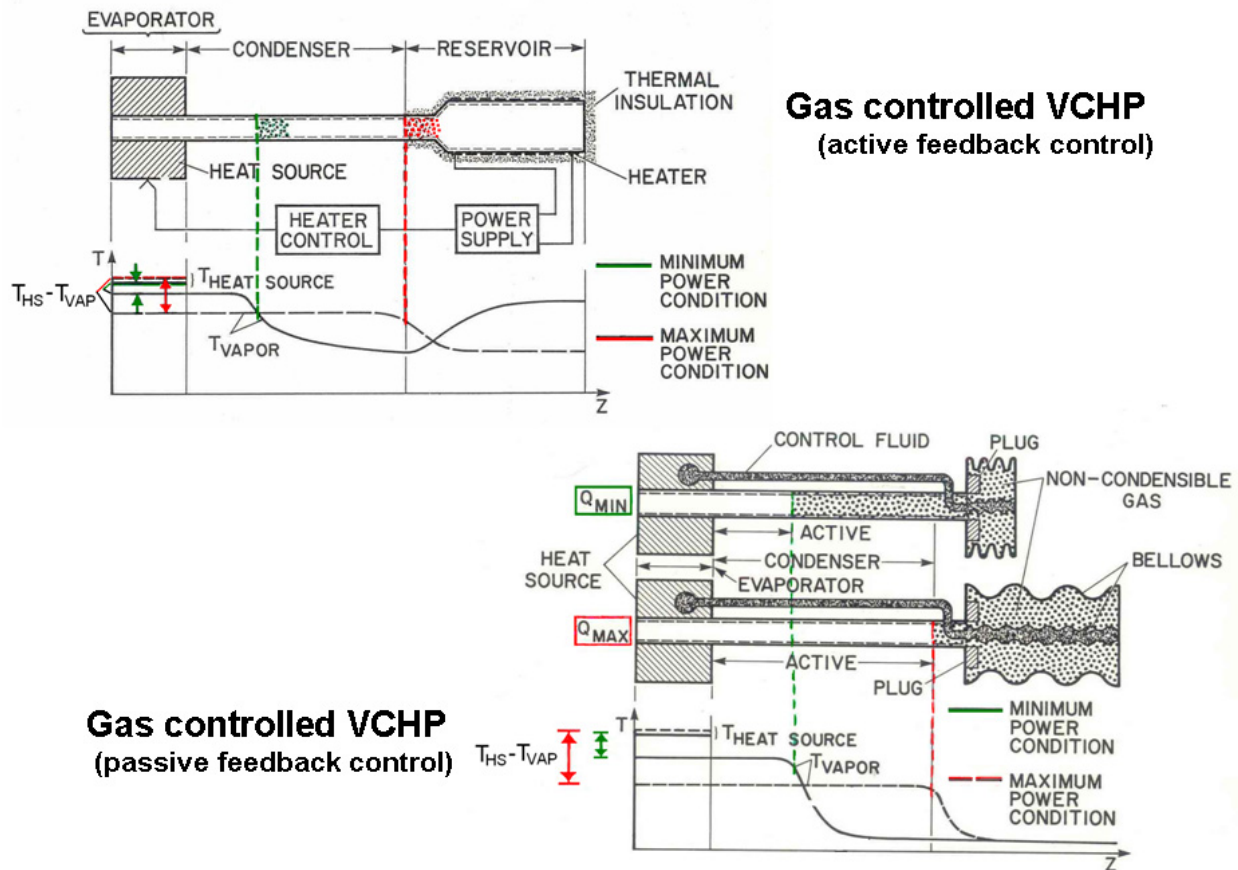 EVAPORATOR
CONDENSER
RESERVOIR
THERMAL
INSULATION
Gas controlled VCHP
(active feedback control)
HEAT SOURCE
HEATER
HEATER
CONTROL
POWER
SUPPLY
T
T HEAT SOURCE
THS-TVAP
TVAPOR
MINIMUM
POWER
CONDITION
MAXIMUM
POWER
CONDITION
Z
CONTROL FLUID
PLUG
NON-CONDENSIBLE
GAS
QMIN
ACTIVE
HEAT
SOURCE
CONDENSER
EVAPORATOR
BELLOWS
QMAX
ACTIVE
PLUG
Gas controlled VCHP
(passive feedback control)
T
THEAT SOURCE
THS-TVAP
TVAPOR
MINIMUM
POWER
CONDITION
MAXIMUM
POWER
CONDITION
Z